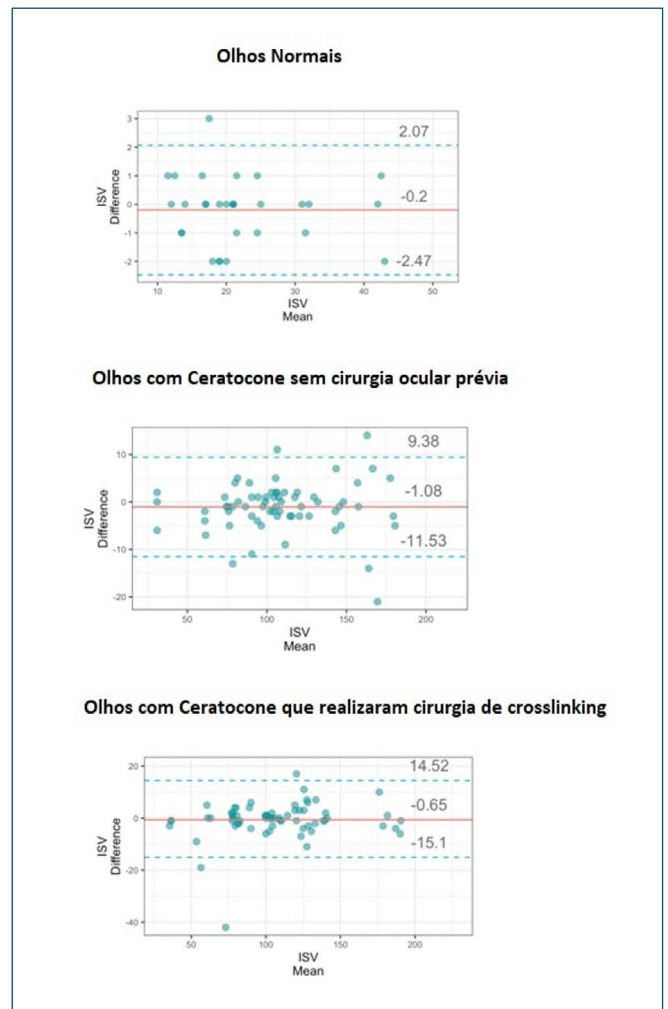 Olhos Normais
3
2
1
0
-1
-2
ISV
Difference
2.07
-0.2
-2.47
10
20
30
40
50
ISV
Mean
Olhos com Ceratocone sem cirurgia ocular prévia
10
0
-10
-20
ISV
Difference
9.38
-1.08
-11.53
50
100
150
200
ISV
Mean
Olhos com Ceratocone que realizaram cirurgia de crosslinking
20
0
-20
-40
ISV
Difference
14.52
-0.65
-15.1
50
100
150
200
ISV
Mean